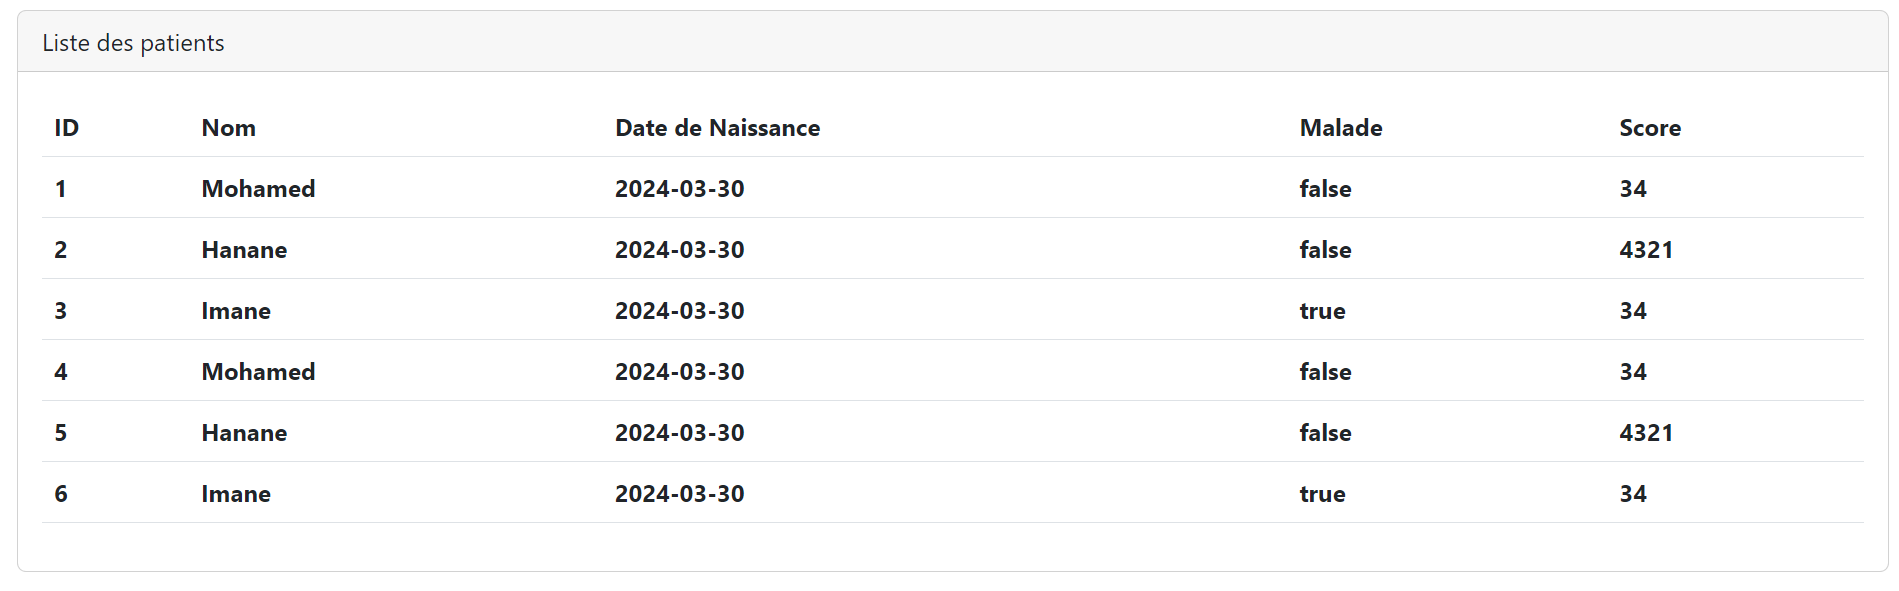 Liste des patients
ID Nom Date de Naissance Malade Score
1 Mohamed 2024-03-30 false 34
2 Hanane 2024-03-30 false 4321
3 Imane 2024-03-30 true 34
4 Mohamed 2024-03-30 false 34
5 Hanane 2024-03-30 false 4321
6 Imane 2024-03-30 true 34